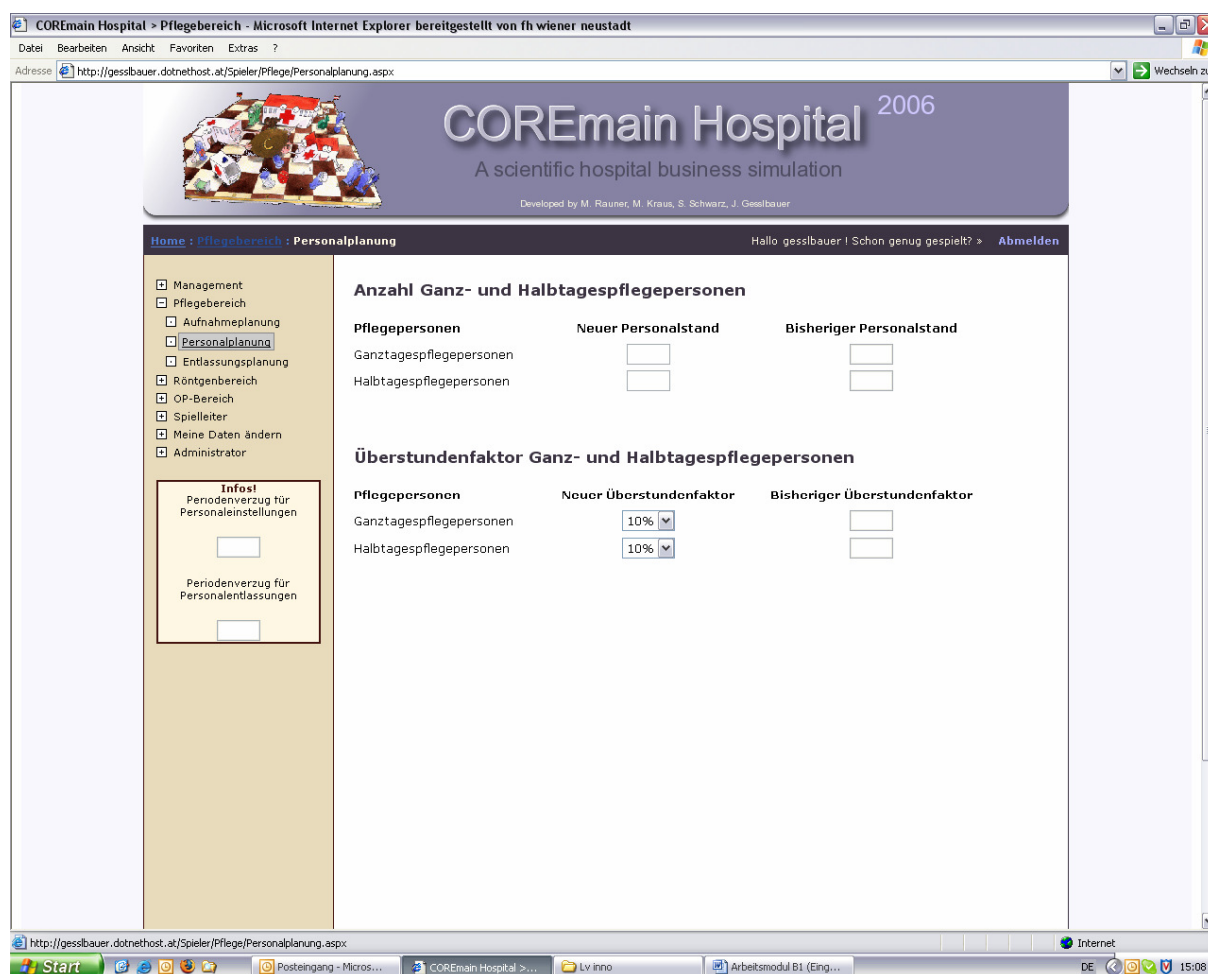 COREmain Hospital > Pflegebereich - Microsoft Internet Explorer bereitgestellt von fh wiener neustadt
Datei Bearbeiten Ansicht Favoriten Extras ?
Adresse http://gesslbauer.dotnethost.at/Spieler/Pflege/Personalplanung.aspx Wechseln zu
COREmain Hospital 2006
A scientific hospital business simulation
Developed by M. Rauner, M. Kraus, S. Schwarz, J. Gesslbauer
Home : Pflegebereich : Personalplanung Hallo gesslbauer ! Schon genug gespielt? » Abmelden
Management
Pflegebereich
Aufnahmeplanung
Personalplanung
Entlassungsplanung
Röntgenbereich
OP-Bereich
Spielleiter
Meine Daten ändern
Administrator
Infos!
Periodenverzug für
Personaleinstellungen
Periodenverzug für
Personalentlassungen
Anzahl Ganz- und Halbtagespflegepersonen
Pflegepersonen Neuer Personalstand Bisheriger Personalstand
Ganztagespflegepersonen
Halbtagespflegepersonen
Überstundenfaktor Ganz- und Halbtagespflegepersonen
Pflegepersonen Neuer Überstundenfaktor Bisheriger Überstundenfaktor
Ganztagespflegepersonen 10%
Halbtagespflegepersonen 10%
http://gesslbauer.dotnethost.at/Spieler/Pflege/Personalplanung.aspx Internet
Start Posteingang - Micros... COREmain Hospital >... Lv inno Arbeitsmodul B1 (Eing... DE 15:08